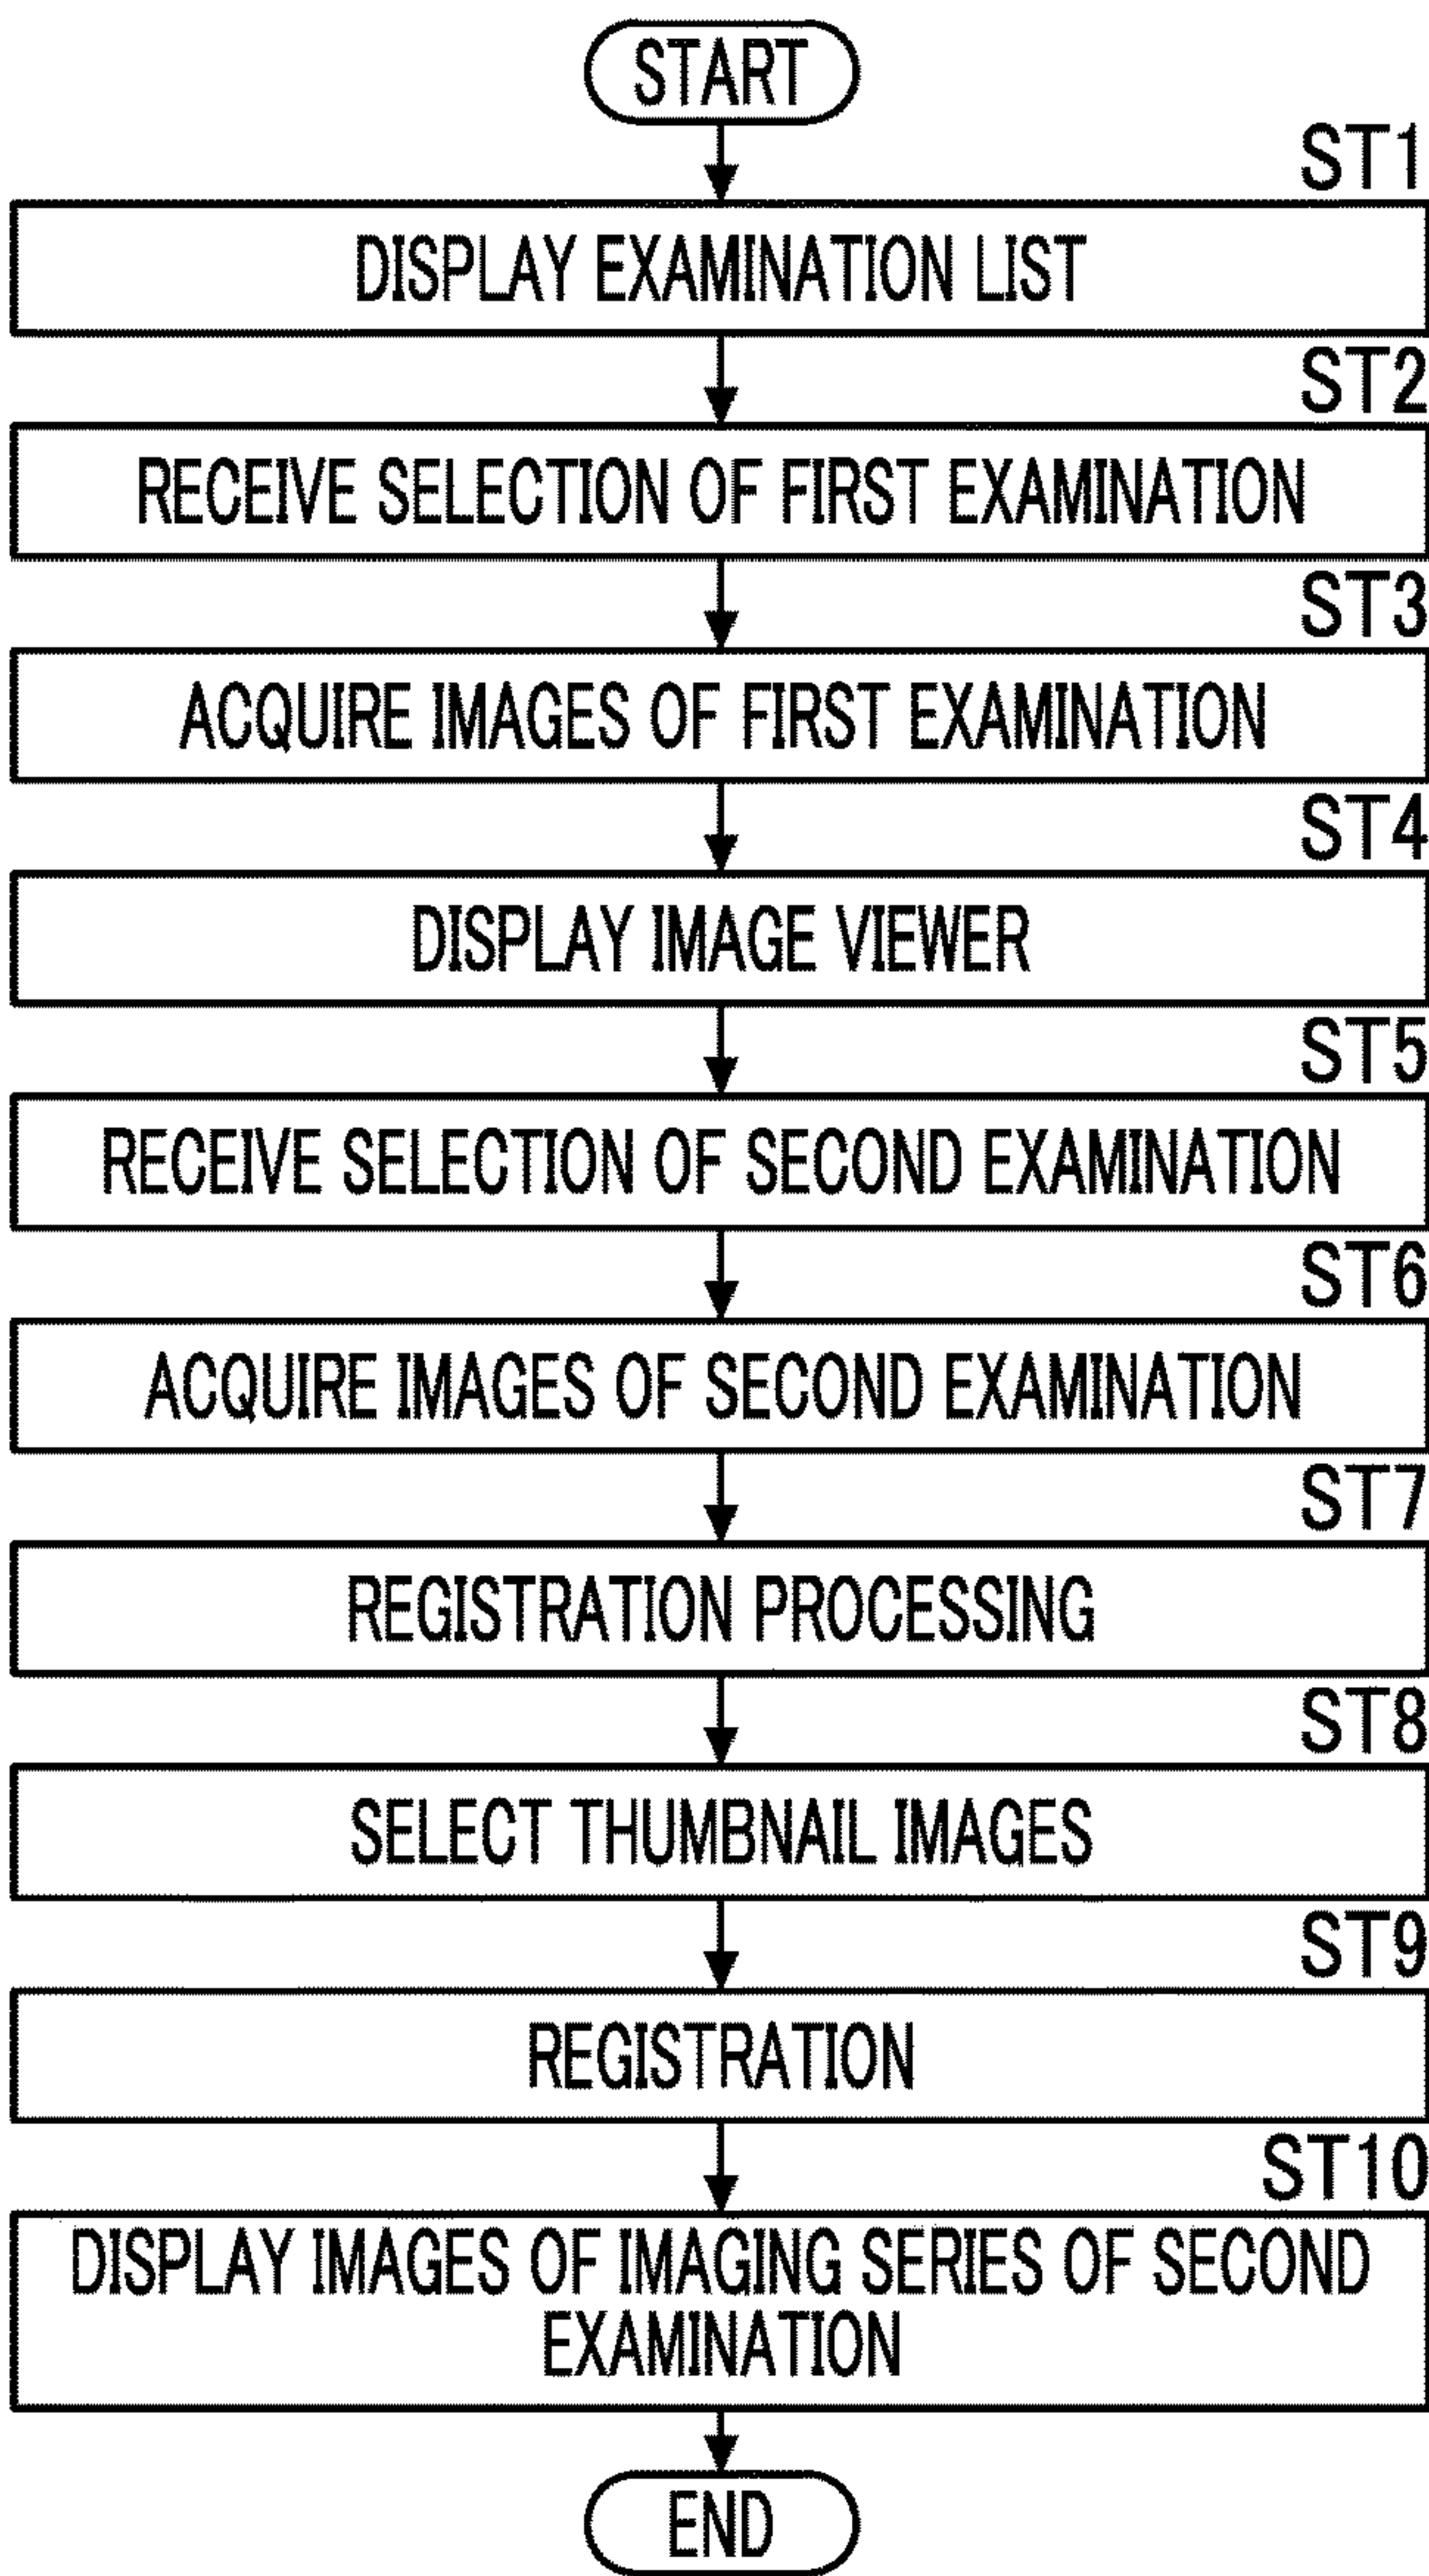 START
ST1
DISPLAY EXAMINATION LIST
ST2
RECEIVE SELECTION OF FIRST EXAMINATION
ST3
ACQUIRE IMAGES OF FIRST EXAMINATION
ST4
DISPLAY IMAGE VIEWER
ST5
RECEIVE SELECTION OF SECOND EXAMINATION
ST6
ACQUIRE IMAGES OF SECOND EXAMINATION
ST7
REGISTRATION PROCESSING
ST8
SELECT THUMBNAIL IMAGES
ST9
REGISTRATION
ST10
DISPLAY IMAGES OF IMAGING SERIES OF SECOND
EXAMINATION
END